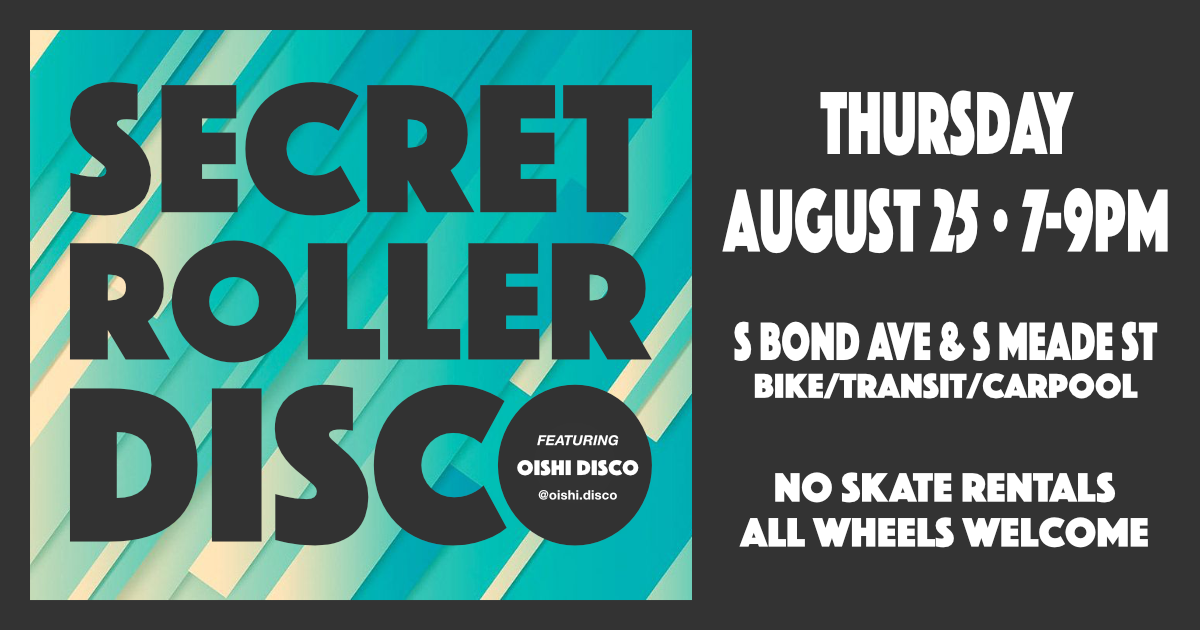 SECRET
ROLLER
DISCO
FEATURING
OISHI DISCO
@oishi.disco
THURSDAY
AUGUST 25 • 7-9PM
S BOND AVE & S MEADE ST
BIKE/TRANSIT/CARPOOL
NO SKATE RENTALS
ALL WHEELS WELCOME